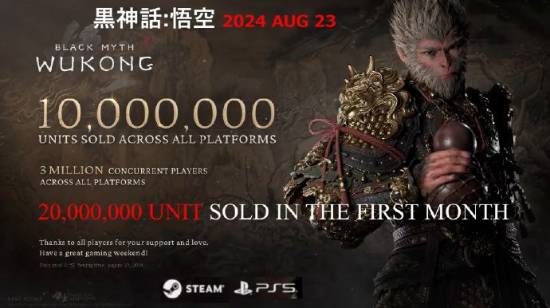 黒神話:悟空 2024 AUG 23
BLACK MYTH
WUKONG
10,000,000
UNITS SOLD ACROSS ALL PLATFORMS
3 MILLION CONCURRENT PLAYERS
ACROSS ALL PLATFORMS
20,000,000 UNIT SOLD IN THE FIRST MONTH
Thanks to all players for your support and love.
Have a great gaming weekend!
STEAM PS5